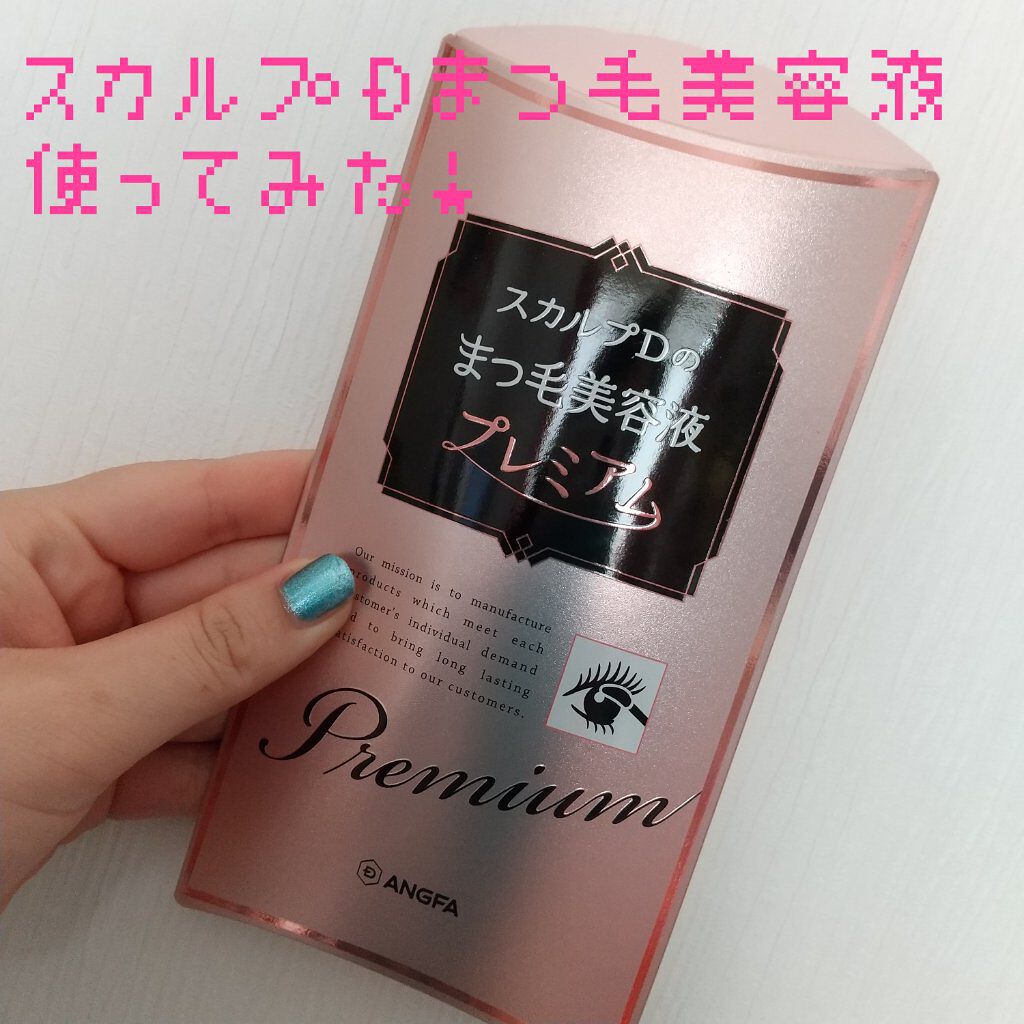 スカルプDまつ毛美容液
使ってみた★
スカルプDの
まつ毛美容液
プレミアム
Our mission is to manufacture
products which meet each
customer's individual demand
to bring long lasting
satisfaction to our customers.
Premium
ANGFA